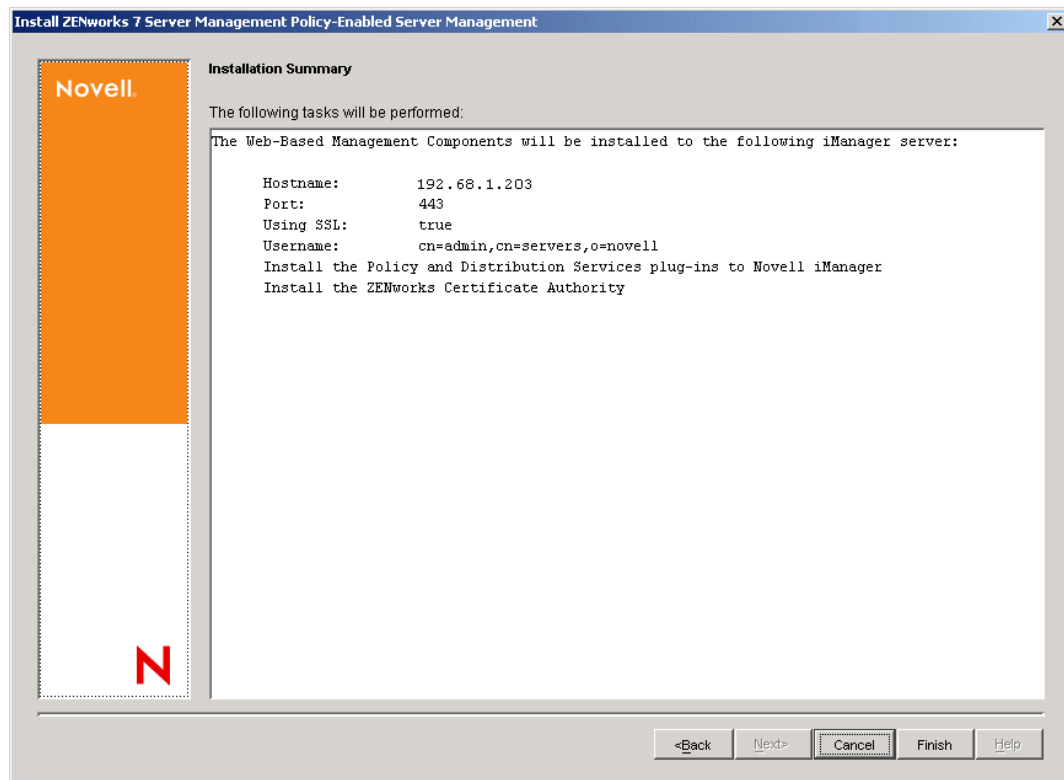 Install ZENworks 7 Server Management Policy-Enabled Server Management
Novell.
Installation Summary
The following tasks will be performed:
The Web-Based Management Components will be installed to the following iManager server:
Hostname: 192.68.1.203
Port: 443
Using SSL: true
Username: cn=admin,cn=servers,o=novell
Install the Policy and Distribution Services plug-ins to Novell iManager
Install the ZENworks Certificate Authority
N
<Back Next> Cancel Finish Help